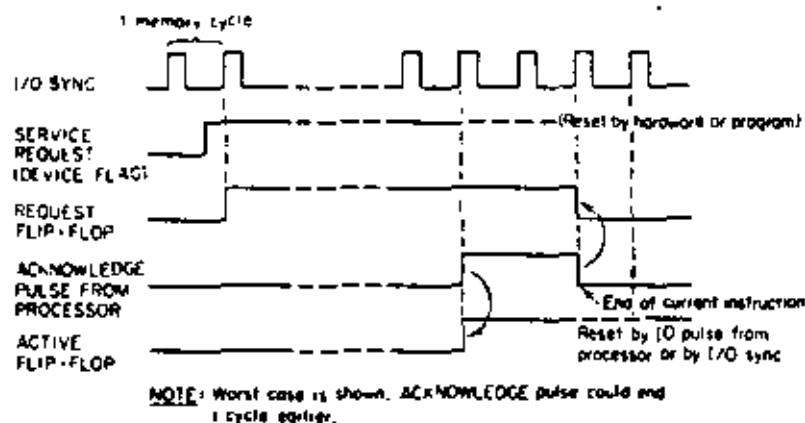 1 memory cycle
I/O SYNC
SERVICE
REQUEST
(DEVICE FLAG)
(Reset by hardware or program)
REQUEST
FLIP-FLOP
ACKNOWLEDGE
PULSE FROM
PROCESSOR
End of current instruction
ACTIVE
FLIP-FLOP
Reset by IO pulse from
processor or by I/O sync
NOTE: Worst case is shown. ACKNOWLEDGE pulse could end
1 cycle earlier.